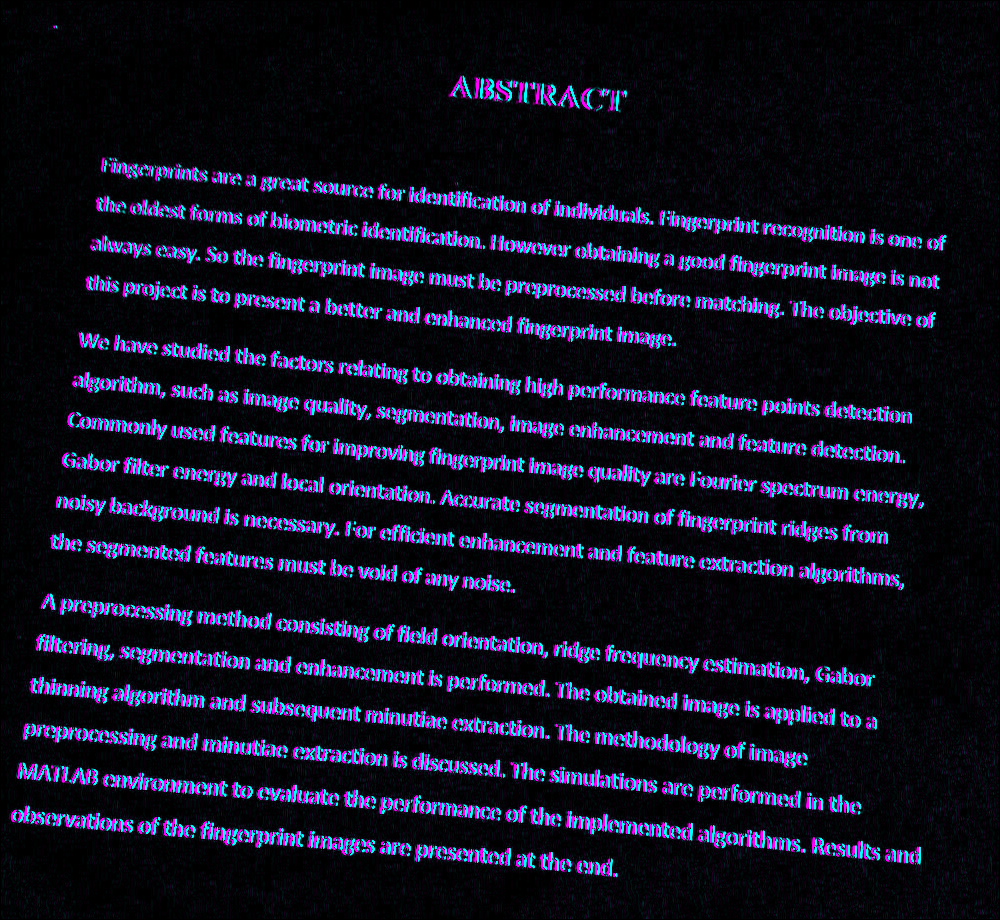 ABSTRACT
Fingerprints are a great source for identification of individuals. Fingerprint recognition is one of
the oldest forms of biometric identification. However obtaining a good fingerprint image is not
always easy. So the fingerprint image must be preprocessed before matching. The objective of
this project is to present a better and enhanced fingerprint image.
We have studied the factors relating to obtaining high performance feature points detection
algorithm, such as image quality, segmentation, image enhancement and feature detection.
Commonly used features for improving fingerprint image quality are Fourier spectrum energy,
Gabor filter energy and local orientation. Accurate segmentation of fingerprint ridges from
noisy background is necessary. For efficient enhancement and feature extraction algorithms,
the segmented features must be void of any noise.
A preprocessing method consisting of field orientation, ridge frequency estimation, Gabor
filtering, segmentation and enhancement is performed. The obtained image is applied to a
thinning algorithm and subsequent minutiae extraction. The methodology of image
preprocessing and minutiae extraction is discussed. The simulations are performed in the
MATLAB environment to evaluate the performance of the implemented algorithms. Results and
observations of the fingerprint images are presented at the end.